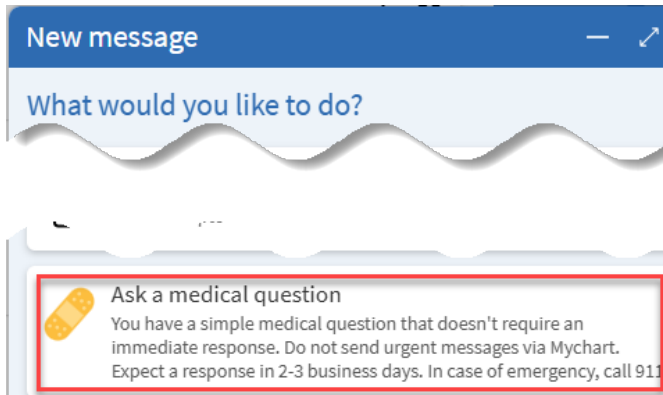 New message
What would you like to do?
Ask a medical question
You have a simple medical question that doesn't require an
immediate response. Do not send urgent messages via Mychart.
Expect a response in 2-3 business days. In case of emergency, call 911